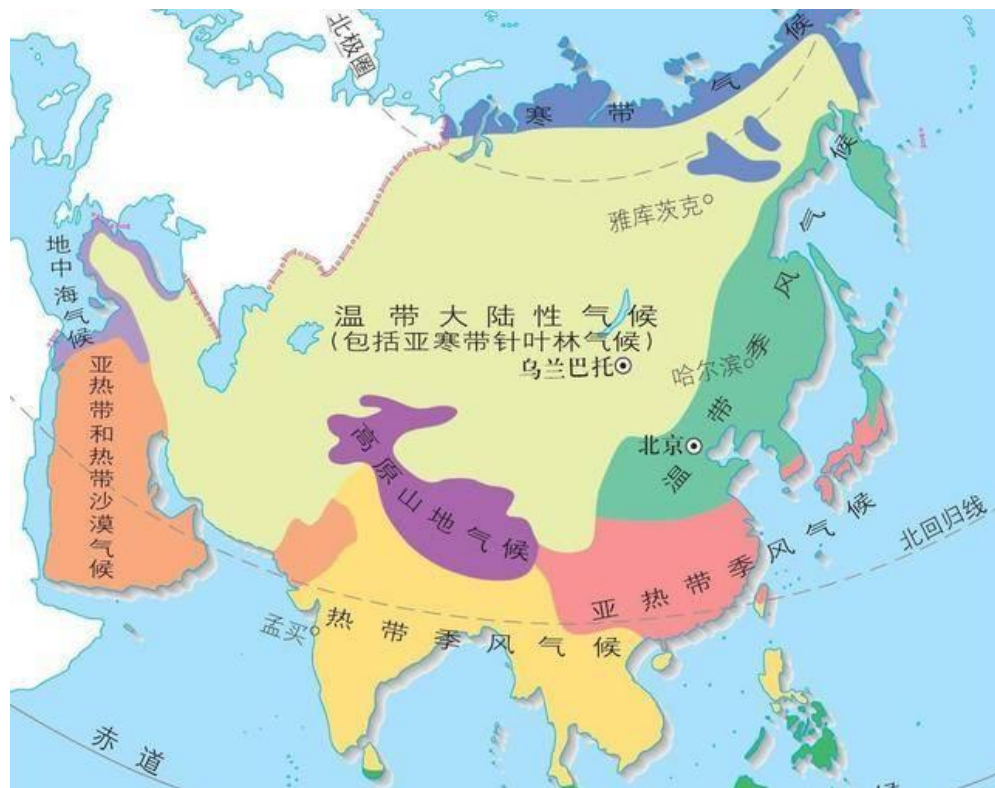 北极圈
寒带气候
雅库茨克
地中海气候
温带大陆性气候
(包括亚寒带针叶林气候)
乌兰巴托
哈尔滨
温带季风气候
亚热带和热带沙漠气候
高原山地气候
北京
亚热带季风气候
北回归线
孟买
热带季风气候
赤道